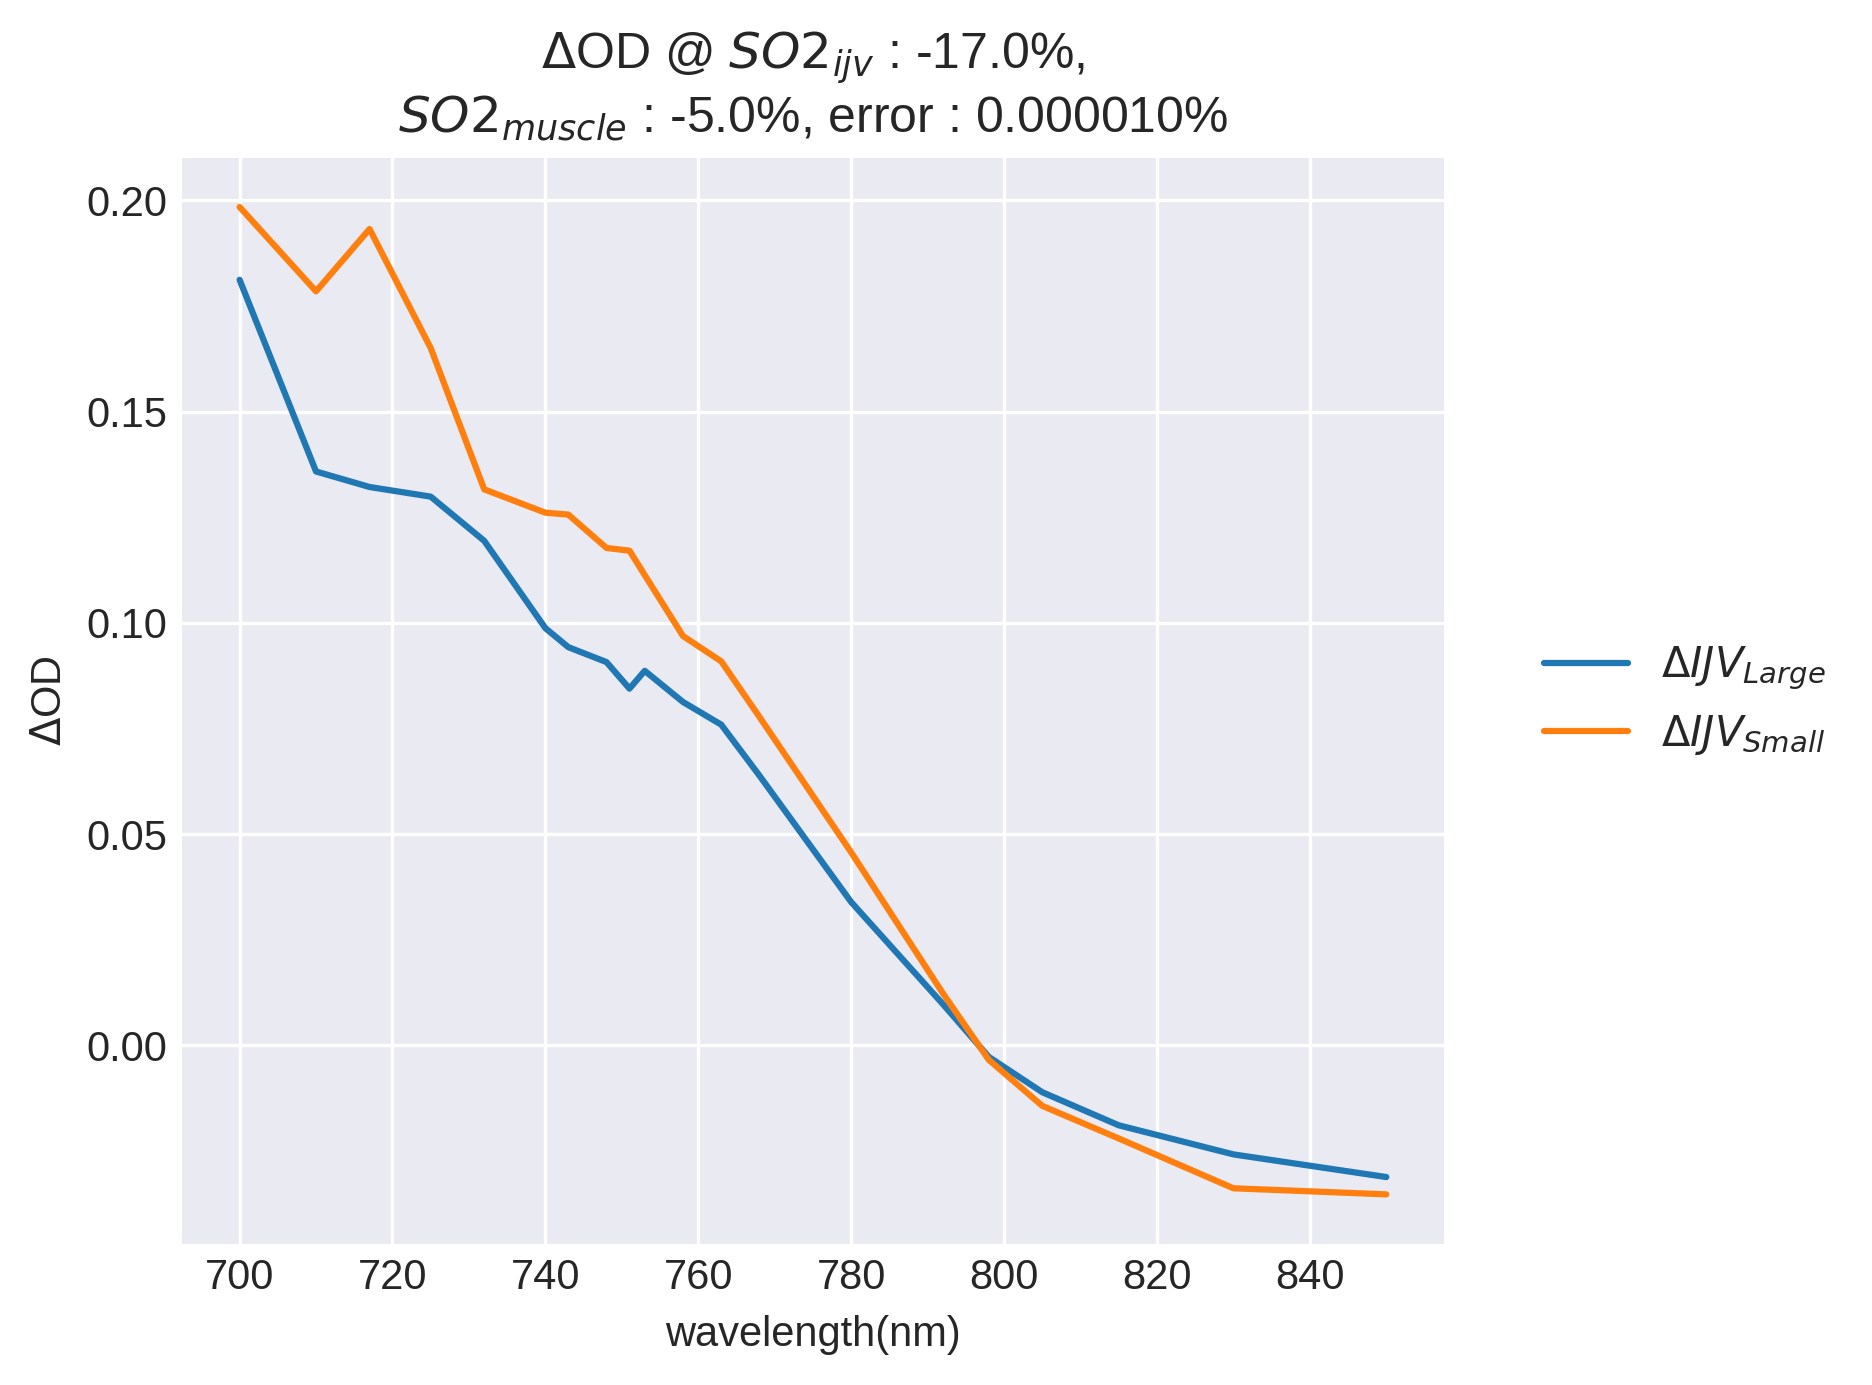 ΔOD @ SO2ijv : -17.0%,
SO2muscle : -5.0%, error : 0.000010%
0.20
0.15
0.10
0.05
0.00
ΔOD
700 720 740 760 780 800 820 840
wavelength(nm)
ΔIJVLarge
ΔIJVSmall